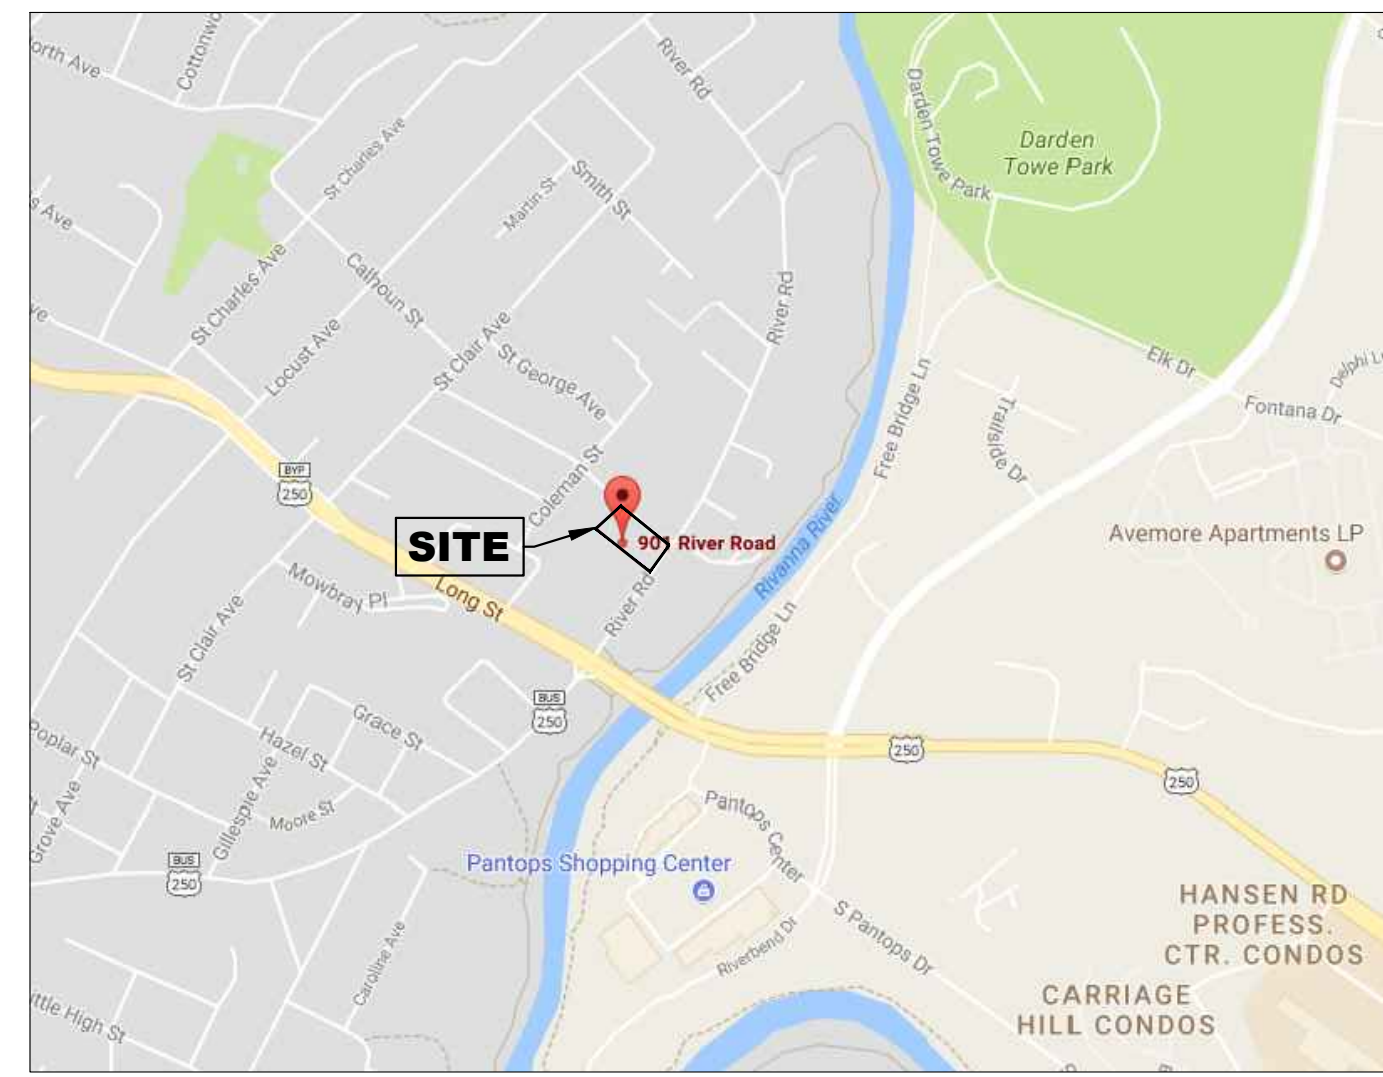 River Rd
Cottonwo
orth Ave
St Charles Ave
Darden Towe Park
Darden
Towe Park
Smith St
Martin St
s Ave
St Charles Ave
Calhoun St
River Rd
ve
Locust Ave
St Clair Ave
St George Ave
Free Bridge Ln
Elk Dr
Delphi L
Fontana Dr
Trailside Dr
BYP
250
Coleman St
SITE
901 River Road
Rivanna River
Avemore Apartments LP
Mowbray Pl
Long St
River Rd
St Clair Ave
Free Bridge Ln
BUS
250
Grace St
Hazel St
Poplar St
250
250
Gillespie Ave
Moore St
Grove Ave
Pantops Center
BUS
250
Pantops Shopping Center
HANSEN RD
PROFESS.
CTR. CONDOS
S Pantops Dr
Riverbend Dr
Caroline Ave
CARRIAGE
HILL CONDOS
ittle High St